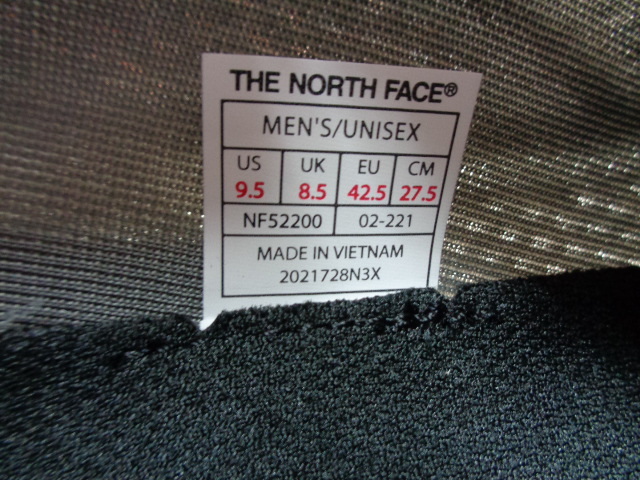 THE NORTH FACE®
MEN'S/UNISEX
US UK EU CM
9.5 8.5 42.5 27.5
NF52200 02-221
MADE IN VIETNAM
2021728N3X